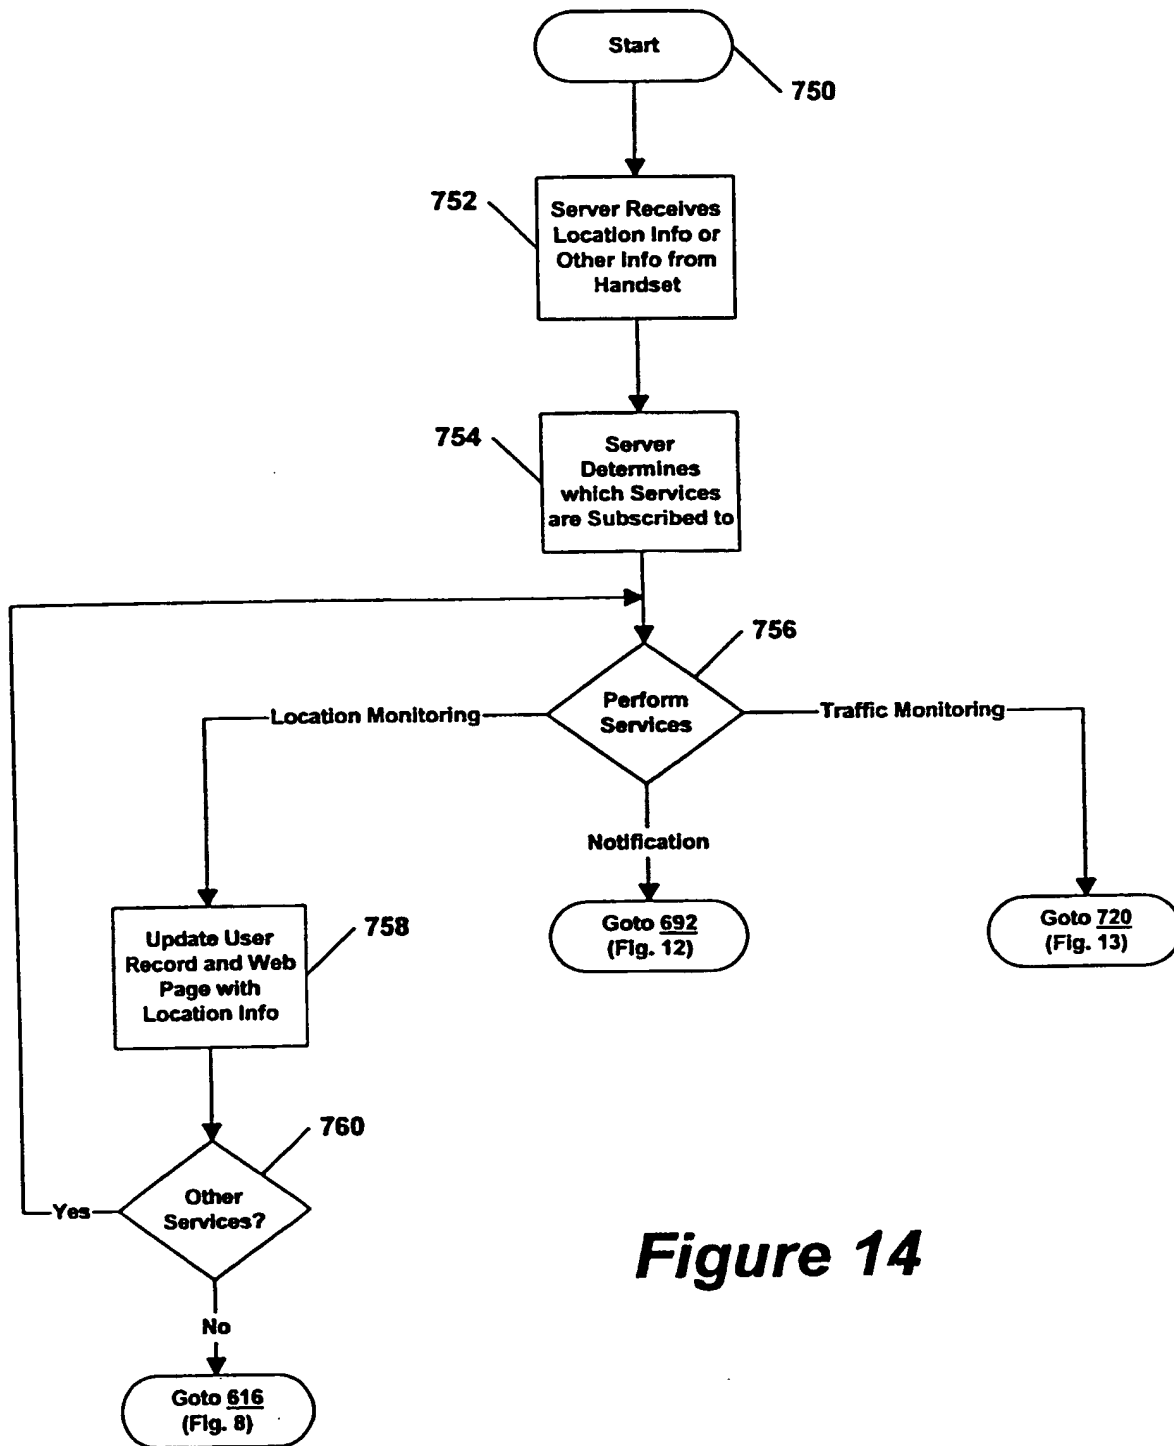 Start
750
752
Server Receives
Location Info or
Other Info from
Handset
754
Server
Determines
which Services
are Subscribed to
756
Perform
Services
Location Monitoring
Traffic Monitoring
Notification
Goto 692
(Fig. 12)
Goto 720
(Fig. 13)
758
Update User
Record and Web
Page with
Location Info
760
Other
Services?
Yes
No
Goto 616
(Fig. 8)
Figure 14